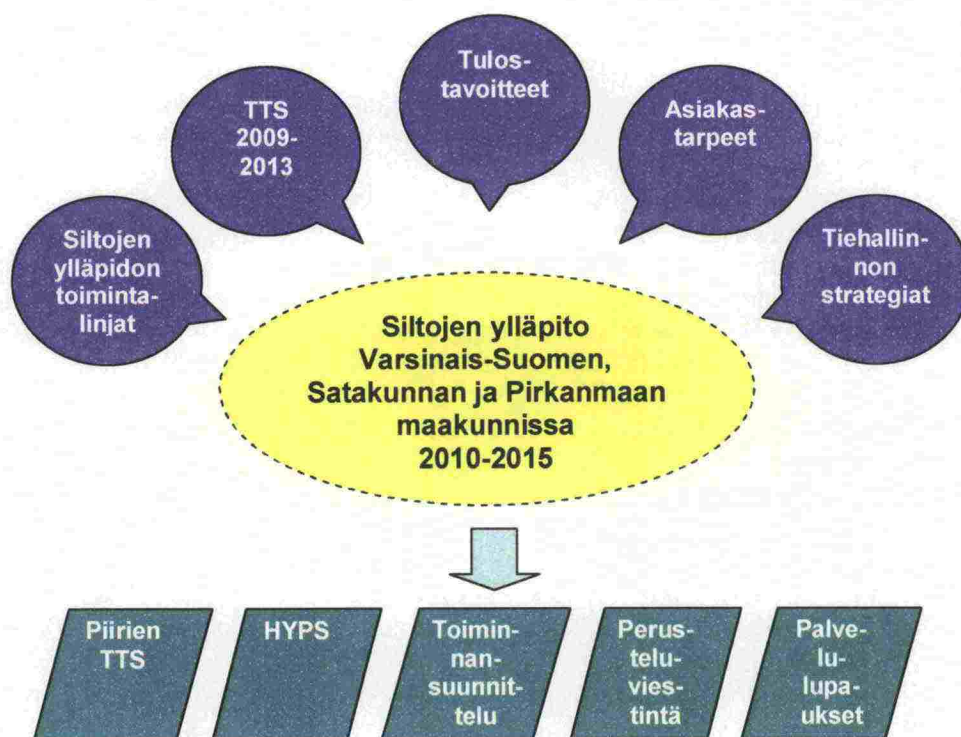 Siltojen
ylläpidon
toiminta-
linjat
TTS
2009-
2013
Tulos-
tavoitteet
Asiakas-
tarpeet
Tiehallin-
non
strategiat
Siltojen ylläpito
Varsinais-Suomen,
Satakunnan ja Pirkanmaan
maakunnissa
2010-2015
Piirien
TTS
HYPS
Toimin-
nan-
suunnit-
telu
Perus-
telu-
vies-
tintä
Palve-
lu-
lupa-
ukset